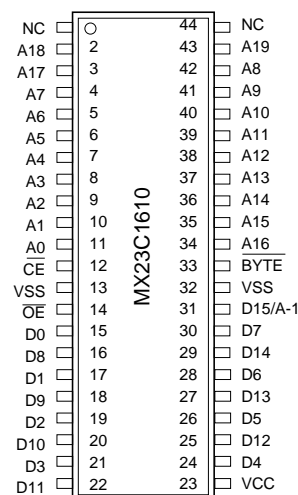 NC 44 NC
A18 2 43 A19
A17 3 42 A8
A7 4 41 A9
A6 5 40 A10
A5 6 39 A11
A4 7 38 A12
A3 8 37 A13
A2 9 36 A14
A1 10 35 A15
A0 11 34 A16
CE 12 33 BYTE
VSS 13 32 VSS
OE 14 31 D15/A-1
D0 15 30 D7
D8 16 29 D14
D1 17 28 D6
D9 18 27 D13
D2 19 26 D5
D10 20 25 D12
D3 21 24 D4
D11 22 23 VCC
MX23C1610